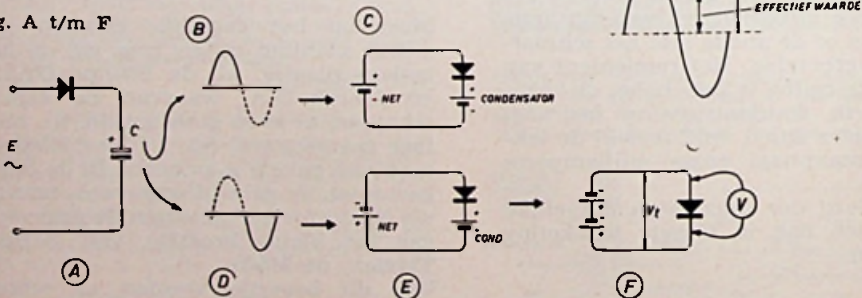 g. A t/m F
EFFECTIEF WAARDE
B
C
A
E
C
+
+
- NET
+
-
CONDENSATOR
D
E
F
-
+
NET
+
-
COND
-
+
-
+
Vt
V